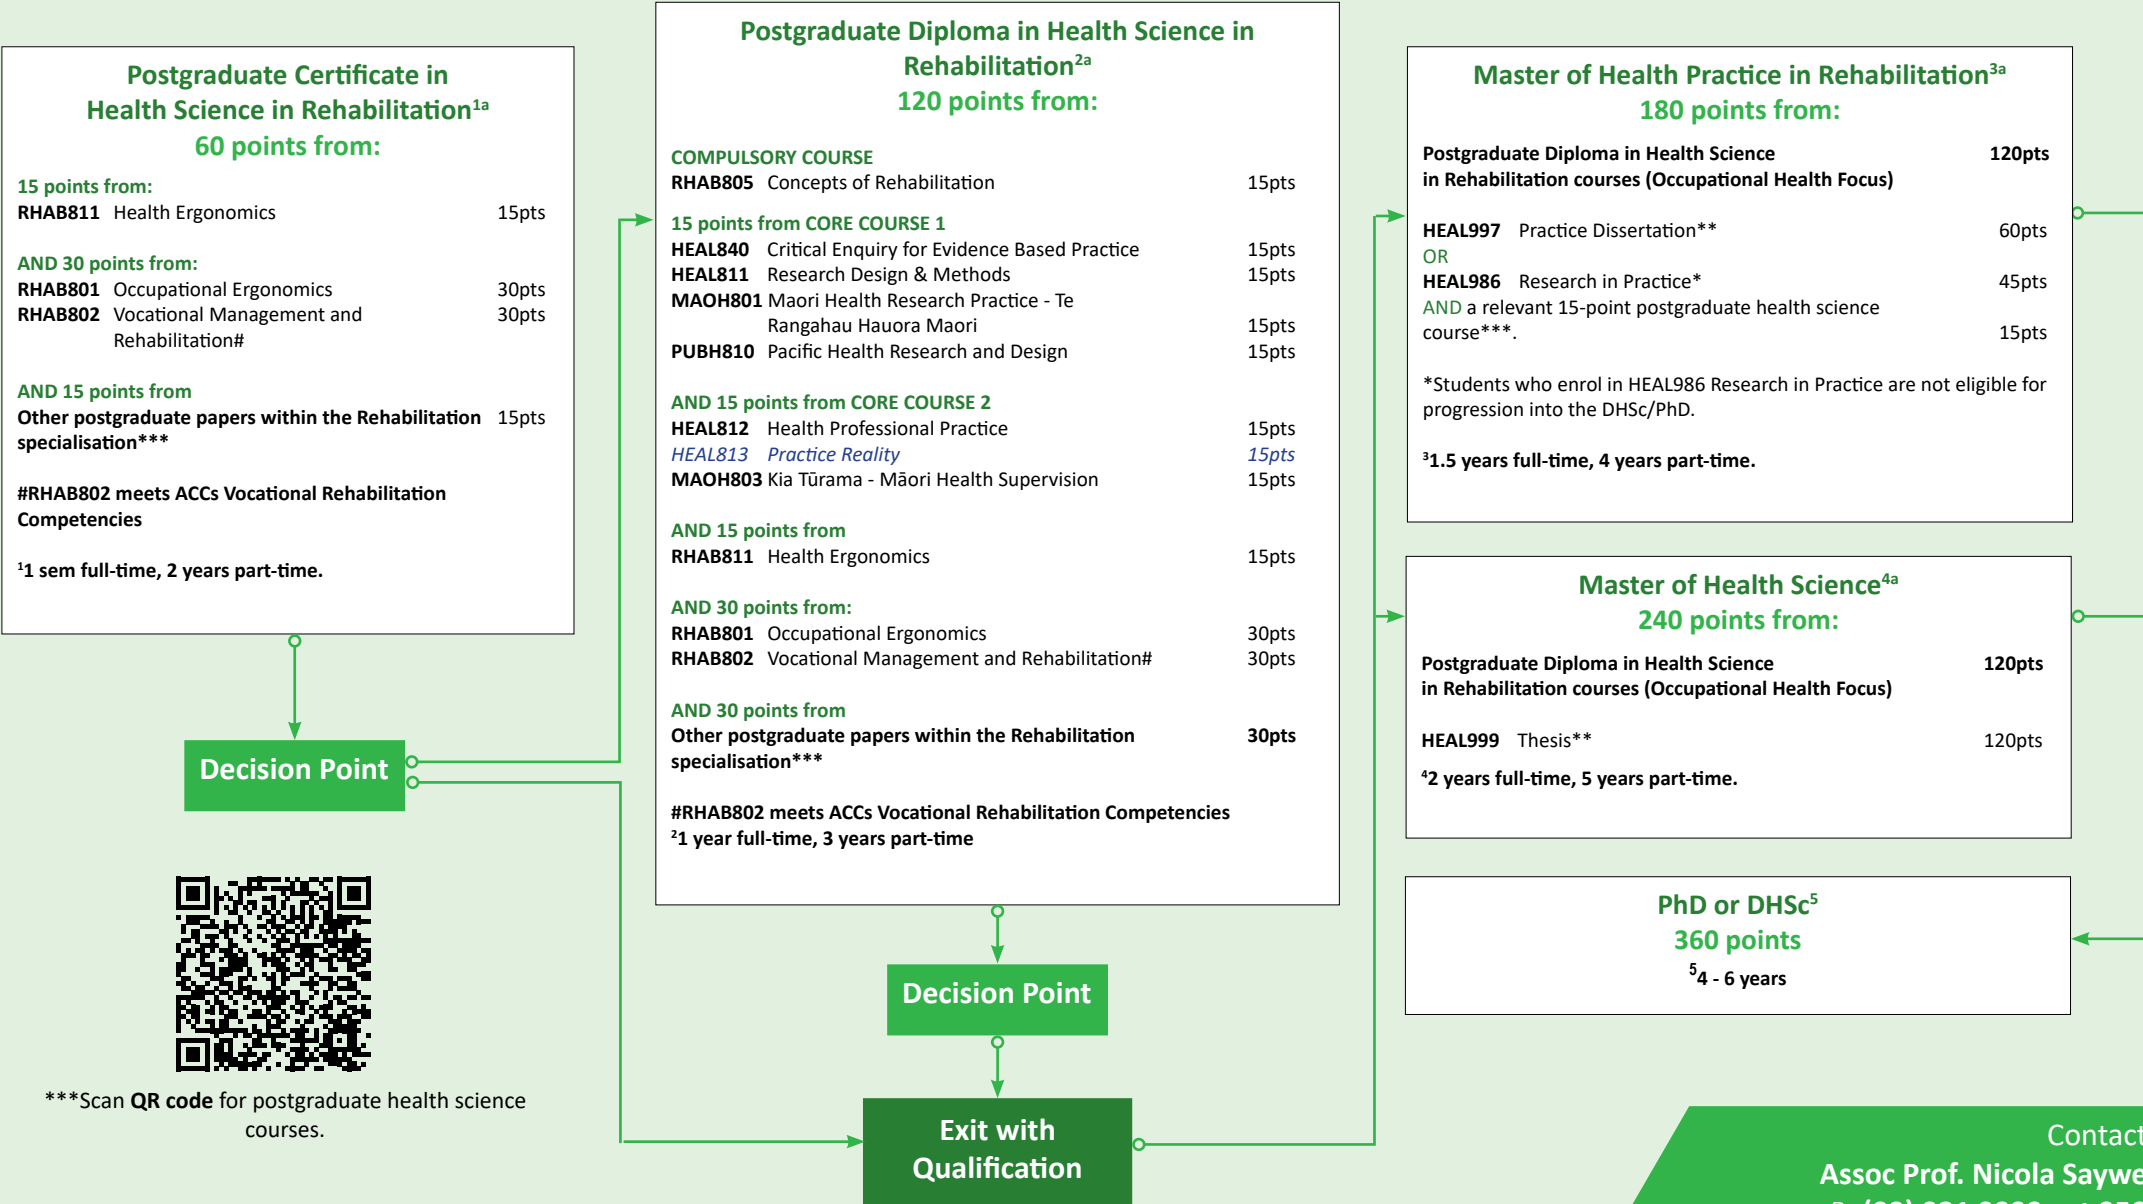 Postgraduate Certificate in
Health Science in Rehabilitation1a
60 points from:
15 points from:
RHAB811 Health Ergonomics 15pts
AND 30 points from:
RHAB801 Occupational Ergonomics 30pts
RHAB802 Vocational Management and 30pts
Rehabilitation#
AND 15 points from
Other postgraduate papers within the Rehabilitation 15pts
specialisation***
#RHAB802 meets ACCs Vocational Rehabilitation
Competencies
11 sem full-time, 2 years part-time.
Decision Point
***Scan QR code for postgraduate health science
courses.
Postgraduate Diploma in Health Science in
Rehabilitation2a
120 points from:
COMPULSORY COURSE
RHAB805 Concepts of Rehabilitation 15pts
15 points from CORE COURSE 1
HEAL840 Critical Enquiry for Evidence Based Practice 15pts
HEAL811 Research Design & Methods 15pts
MAOH801 Maori Health Research Practice - Te
Rangahau Hauora Maori 15pts
PUBH810 Pacific Health Research and Design 15pts
AND 15 points from CORE COURSE 2
HEAL812 Health Professional Practice 15pts
HEAL813 Practice Reality 15pts
MAOH803 Kia Tūrama - Māori Health Supervision 15pts
AND 15 points from
RHAB811 Health Ergonomics 15pts
AND 30 points from:
RHAB801 Occupational Ergonomics 30pts
RHAB802 Vocational Management and Rehabilitation# 30pts
AND 30 points from
Other postgraduate papers within the Rehabilitation 30pts
specialisation***
#RHAB802 meets ACCs Vocational Rehabilitation Competencies
21 year full-time, 3 years part-time
Decision Point
Exit with
Qualification
Master of Health Practice in Rehabilitation3a
180 points from:
Postgraduate Diploma in Health Science 120pts
in Rehabilitation courses (Occupational Health Focus)
HEAL997 Practice Dissertation** 60pts
OR
HEAL986 Research in Practice* 45pts
AND a relevant 15-point postgraduate health science
course***. 15pts
*Students who enrol in HEAL986 Research in Practice are not eligible for
progression into the DHSc/PhD.
31.5 years full-time, 4 years part-time.
Master of Health Science4a
240 points from:
Postgraduate Diploma in Health Science 120pts
in Rehabilitation courses (Occupational Health Focus)
HEAL999 Thesis** 120pts
42 years full-time, 5 years part-time.
PhD or DHSc5
360 points
54 - 6 years
Contact
Assoc Prof. Nicola Saywe